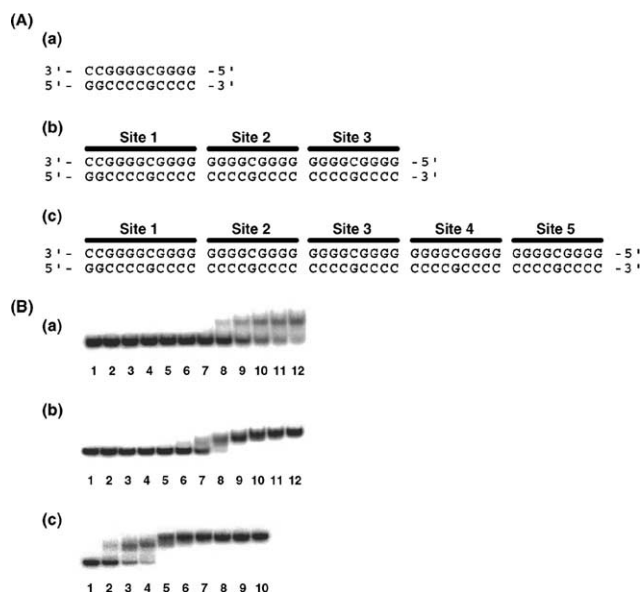 (A)
(a)
3'- CCGGGGCGGGG -5'
5'- GGCCCCGCCCC -3'
(b)
Site 1 Site 2 Site 3
3'- CCGGGGCGGGG GGGGCGGGG GGGGCGGGG -5'
5'- GGCCCCGCCCC CCCCGCCCC CCCCGCCCC -3'
(c)
Site 1 Site 2 Site 3 Site 4 Site 5
3'- CCGGGGCGGGG GGGGCGGGG GGGGCGGGG GGGGCGGGG GGGGCGGGG -5'
5'- GGCCCCGCCCC CCCCGCCCC CCCCGCCCC CCCCGCCCC CCCCGCCCC -3'
(B)
(a)
1 2 3 4 5 6 7 8 9 10 11 12
(b)
1 2 3 4 5 6 7 8 9 10 11 12
(c)
1 2 3 4 5 6 7 8 9 10